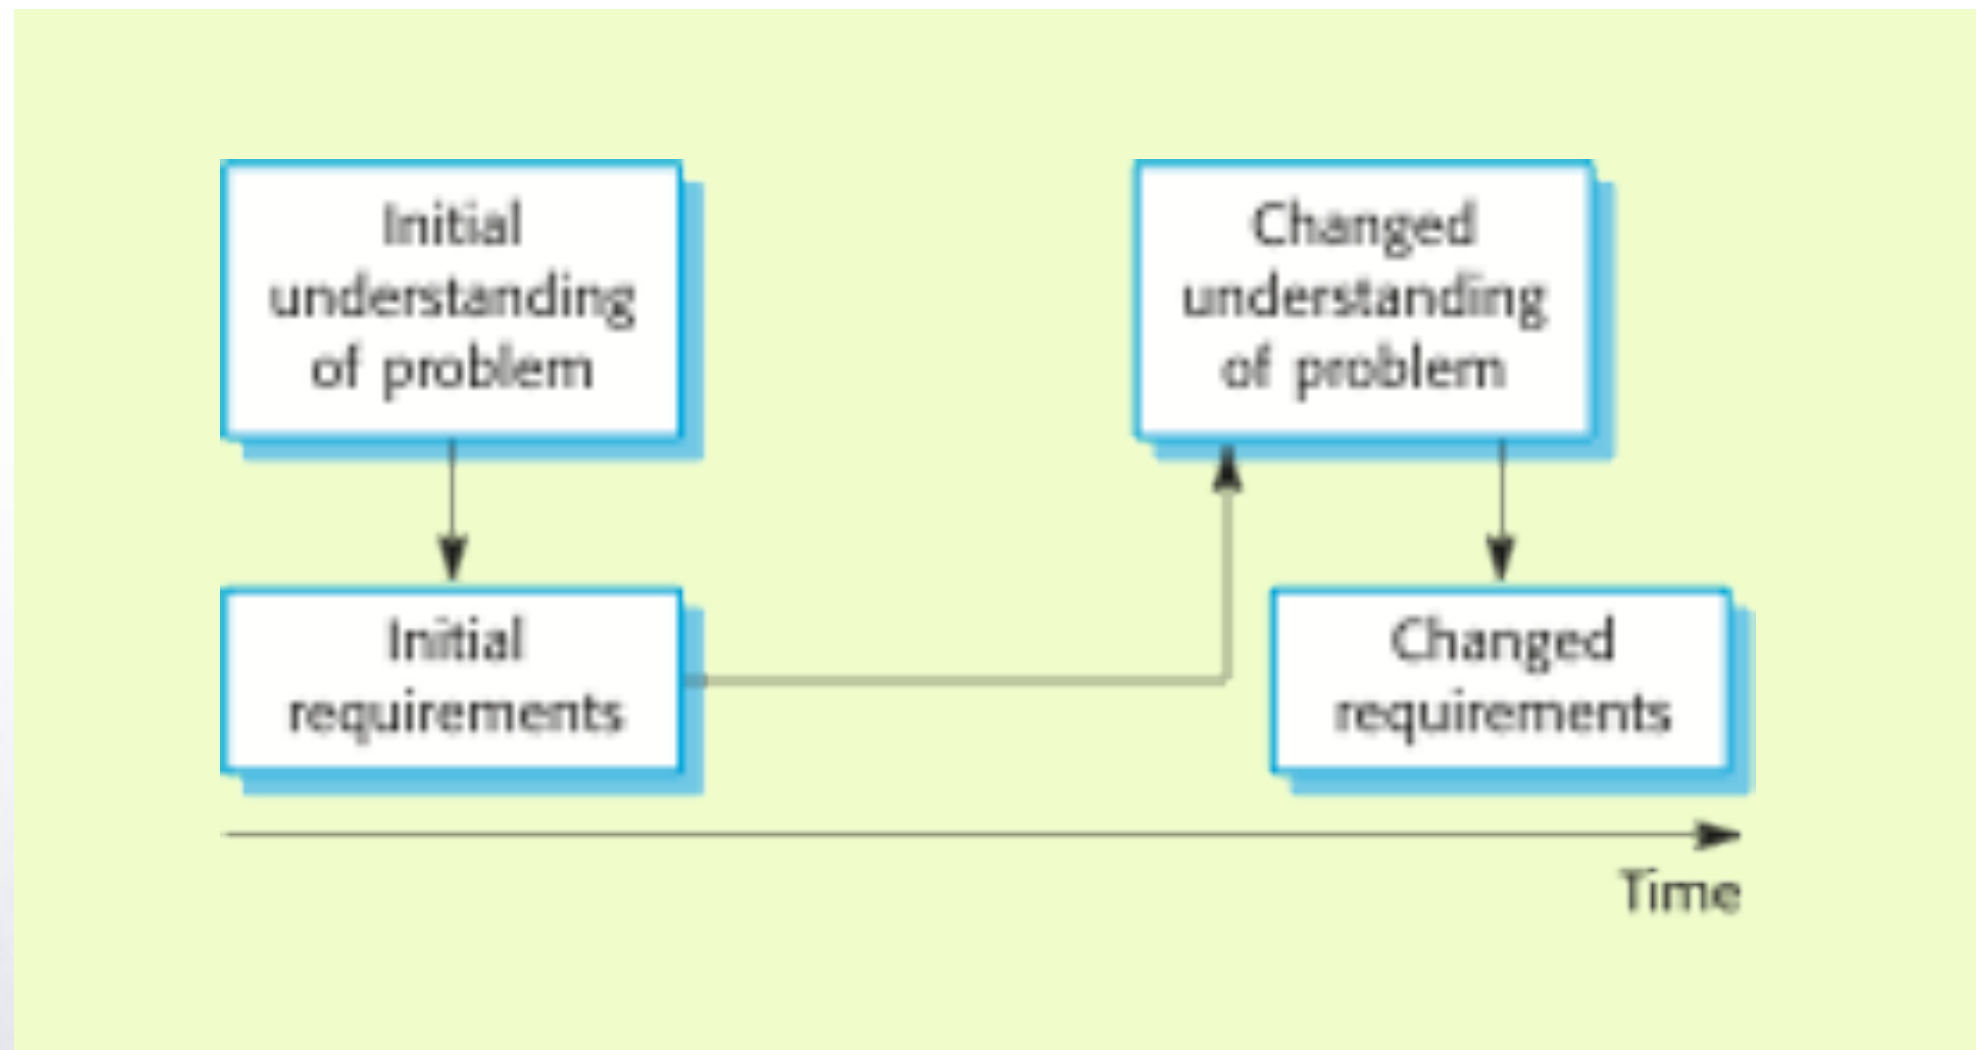 Initial
understanding
of problem
Initial
requirements
Changed
understanding
of problem
Changed
requirements
Time